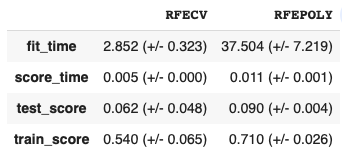 RFECV RFEPOLY
fit_time 2.852 (+/- 0.323) 37.504 (+/- 7.219)
score_time 0.005 (+/- 0.000) 0.011 (+/- 0.001)
test_score 0.062 (+/- 0.048) 0.090 (+/- 0.004)
train_score 0.540 (+/- 0.065) 0.710 (+/- 0.026)